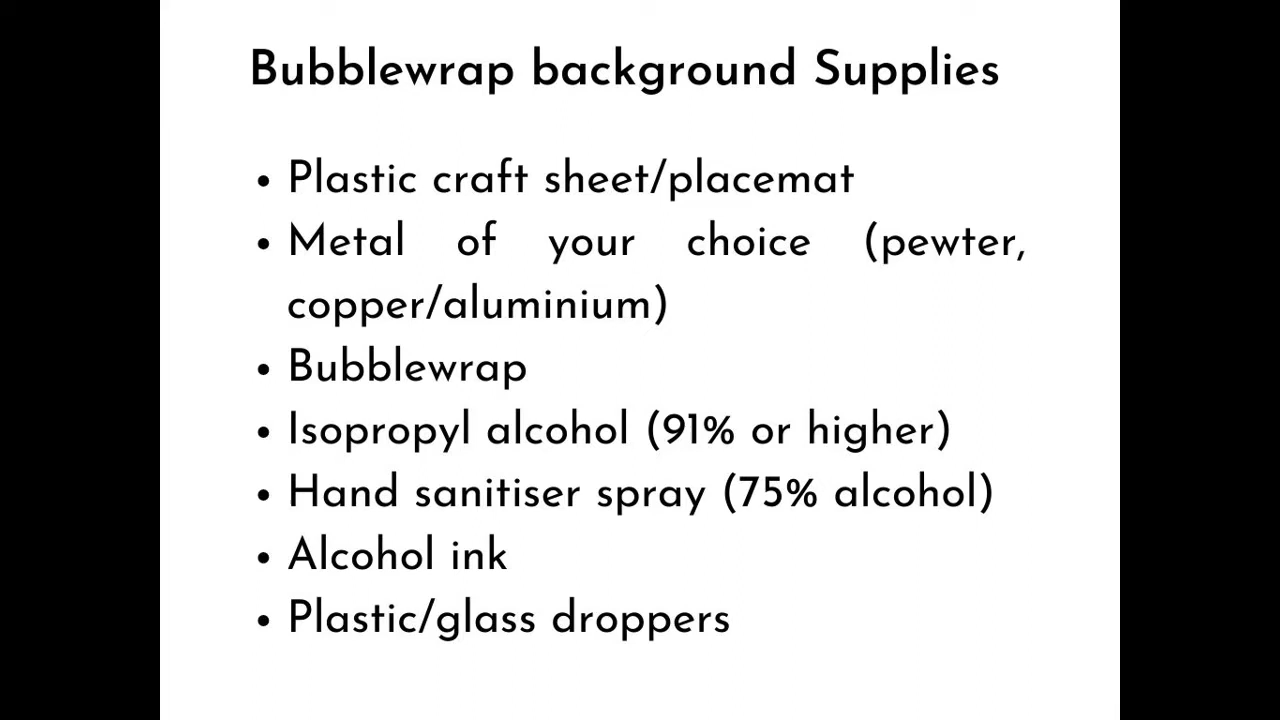 Bubblewrap background Supplies
• Plastic craft sheet/placemat
• Metal of your choice (pewter,
copper/aluminium)
• Bubblewrap
• Isopropyl alcohol (91% or higher)
• Hand sanitiser spray (75% alcohol)
• Alcohol ink
• Plastic/glass droppers